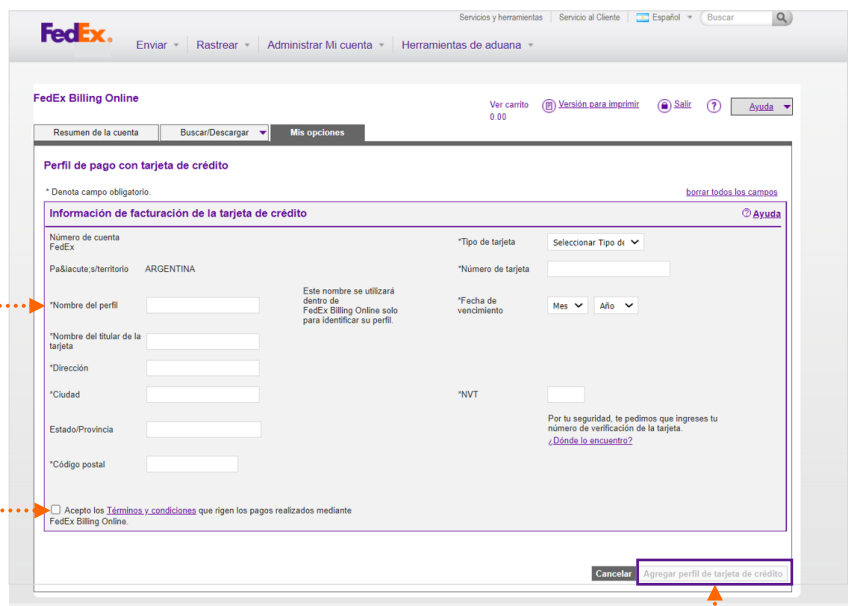 Servicios y herramientas | Servicio al Cliente | Español Buscar
FedEx.
Enviar Rastrear Administrar Mi cuenta Herramientas de aduana
FedEx Billing Online
Ver carrito
0.00
Versión para imprimir
Salir
?
Ayuda
Resumen de la cuenta
Buscar/Descargar
Mis opciones
Perfil de pago con tarjeta de crédito
* Denota campo obligatorio.
borrar todos los campos
Información de facturación de la tarjeta de crédito
? Ayuda
Número de cuenta
FedEx
Pa&iacute;s/territorio
ARGENTINA
*Nombre del perfil
Este nombre se utilizará
dentro de
FedEx Billing Online solo
para identificar su perfil.
*Nombre del titular de la
tarjeta
*Dirección
*Ciudad
Estado/Provincia
*Código postal
*Tipo de tarjeta
Seleccionar Tipo de
*Número de tarjeta
*Fecha de
vencimiento
Mes
Año
*NVT
Por tu seguridad, te pedimos que ingreses tu
número de verificación de la tarjeta.
¿Dónde lo encuentro?
Acepto los Términos y condiciones que rigen los pagos realizados mediante
FedEx Billing Online.
Cancelar
Agregar perfil de tarjeta de crédito